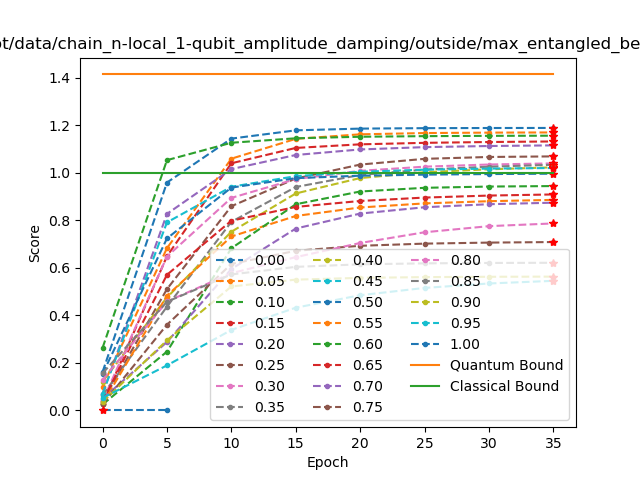 ot/data/chain_n-local_1-qubit_amplitude_damping/outside/max_entangled_be
1.4
1.2
1.0
0.8
0.6
0.4
0.2
0.0
Score
0.00 0.40 0.80
0.05 0.45 0.85
0.10 0.50 0.90
0.15 0.55 0.95
0.20 0.60 1.00
0.25 0.65 Quantum Bound
0.30 0.70 Classical Bound
0.35 0.75
0 5 10 15 20 25 30 35
Epoch